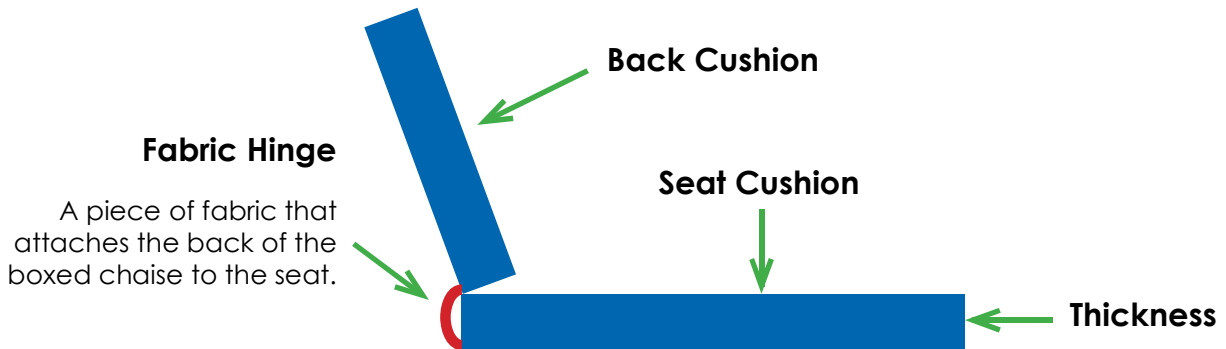 Back Cushion
Fabric Hinge
A piece of fabric that
attaches the back of the
boxed chaise to the seat.
Seat Cushion
Thickness